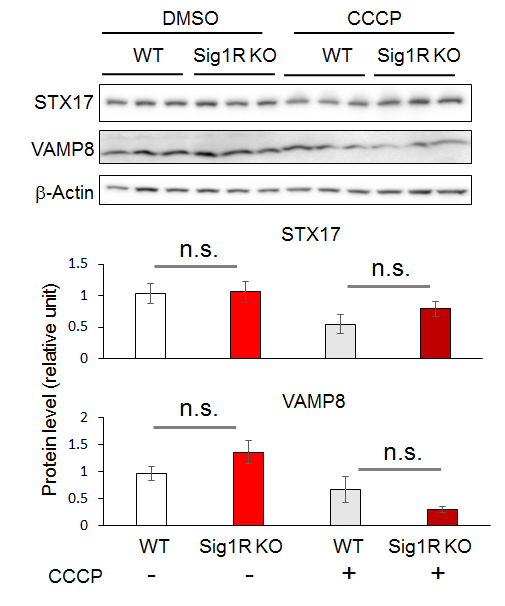 DMSO CCCP
WT Sig1R KO WT Sig1R KO
STX17
VAMP8
β-Actin
STX17
n.s. n.s.
1.5
1
0.5
0
Protein level (relative unit)
VAMP8
n.s. n.s.
2
1.5
1
0.5
0
WT Sig1R KO WT Sig1R KO
CCCP - - + +